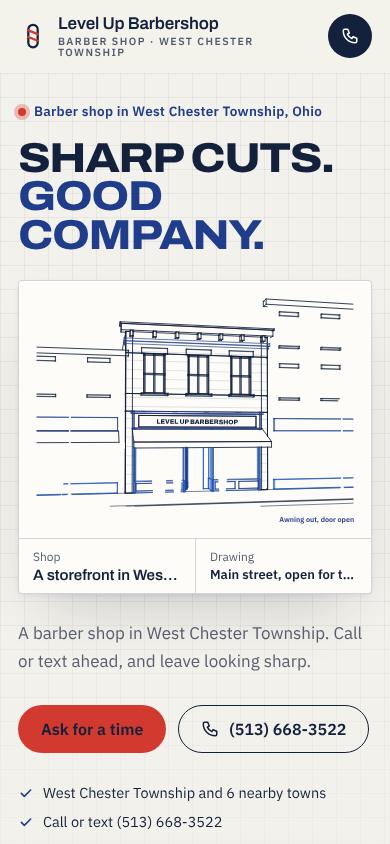 Level Up Barbershop
BARBER SHOP · WEST CHESTER
TOWNSHIP
Barber shop in West Chester Township, Ohio
SHARP CUTS.
GOOD
COMPANY.
LEVEL UP BARBERSHOP
Awning out, door open
Shop
A storefront in Wes...
Drawing
Main street, open for t...
A barber shop in West Chester Township. Call
or text ahead, and leave looking sharp.
Ask for a time
(513) 668-3522
West Chester Township and 6 nearby towns
Call or text (513) 668-3522